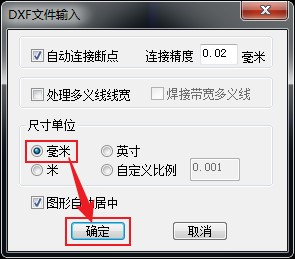 DXF文件输入
自动连接断点 连接精度 0.02 毫米
处理多义线线宽 焊接带宽多义线
尺寸单位
毫米 英寸
米 自定义比例 0.001
图形自动居中
确定 取消